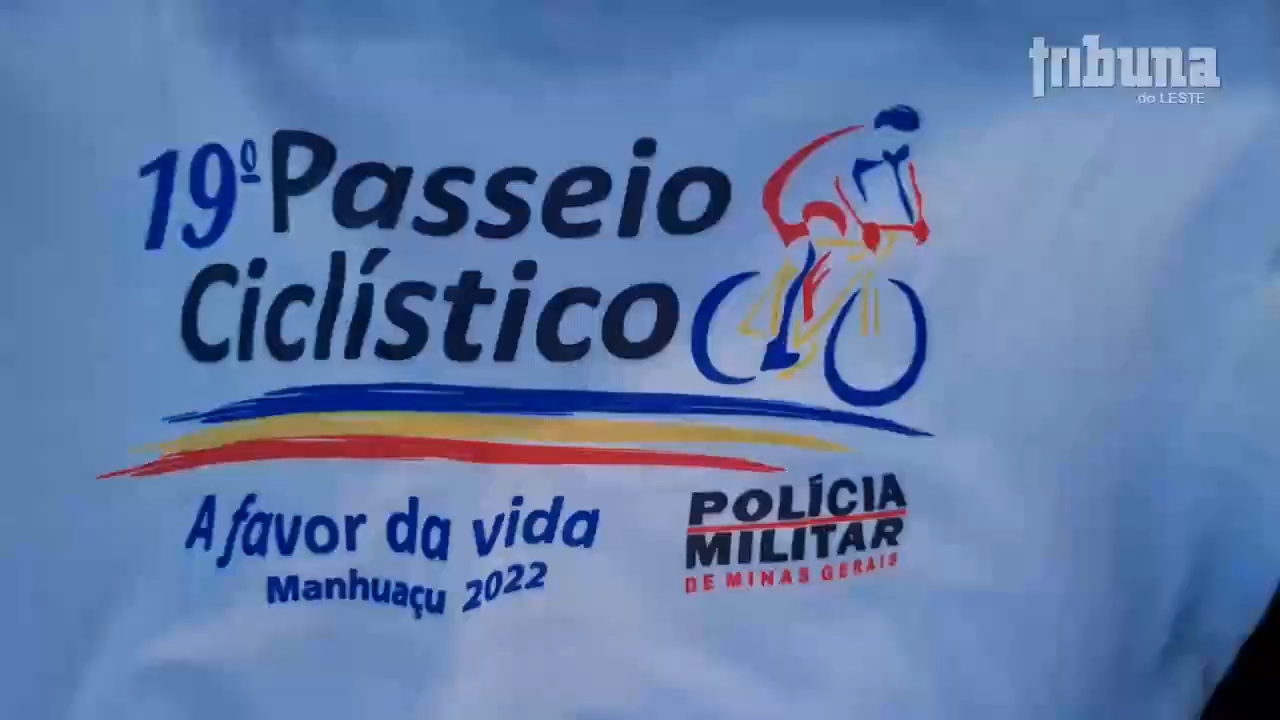 tribuna
do LESTE
19º Passeio
Ciclístico
A favor da vida
Manhuaçu 2022
POLÍCIA
MILITAR
DE MINAS GERAIS